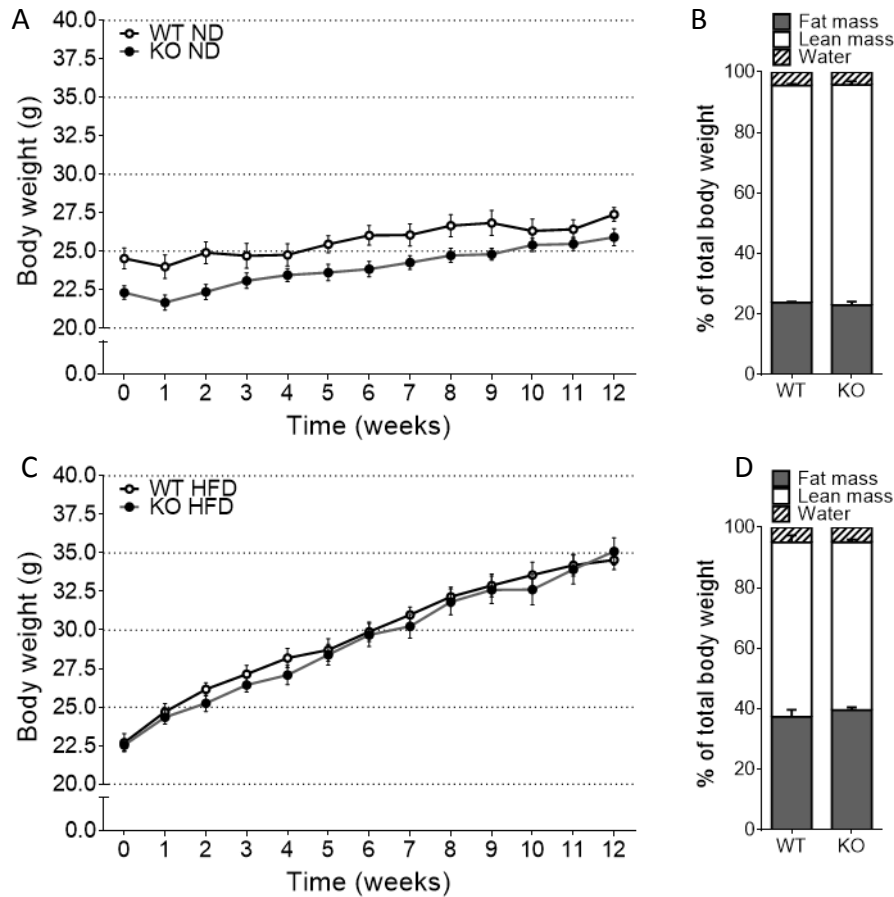 A
WT ND
KO ND
Body weight (g)
40.0
37.5
35.0
32.5
30.0
27.5
25.0
22.5
20.0
0.0
0 1 2 3 4 5 6 7 8 9 10 11 12
Time (weeks)
B
Fat mass
Lean mass
Water
% of total body weight
100
80
60
40
20
0
WT KO
C
WT HFD
KO HFD
Body weight (g)
40.0
37.5
35.0
32.5
30.0
27.5
25.0
22.5
20.0
0.0
0 1 2 3 4 5 6 7 8 9 10 11 12
Time (weeks)
D
Fat mass
Lean mass
Water
% of total body weight
100
80
60
40
20
0
WT KO